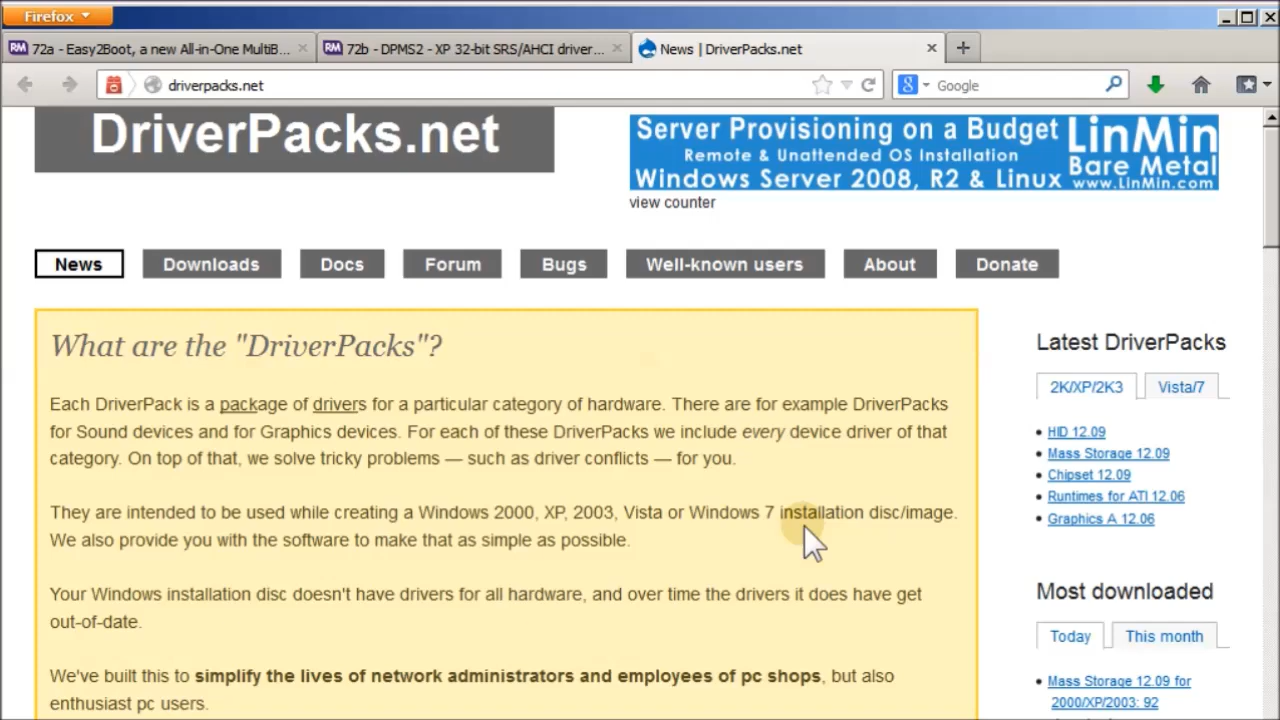 Firefox
72a - Easy2Boot, a new All-in-One MultiB...
72b - DPMS2 - XP 32-bit SRS/AHCI driver...
News | DriverPacks.net
driverpacks.net
Google
DriverPacks.net
Server Provisioning on a Budget
Remote & Unattended OS Installation
Windows Server 2008, R2 & Linux
LinMin
Bare Metal
www.LinMin.com
view counter
News
Downloads
Docs
Forum
Bugs
Well-known users
About
Donate
What are the "DriverPacks"?
Each DriverPack is a package of drivers for a particular category of hardware. There are for example DriverPacks
for Sound devices and for Graphics devices. For each of these DriverPacks we include every device driver of that
category. On top of that, we solve tricky problems — such as driver conflicts — for you.
They are intended to be used while creating a Windows 2000, XP, 2003, Vista or Windows 7 installation disc/image.
We also provide you with the software to make that as simple as possible.
Your Windows installation disc doesn't have drivers for all hardware, and over time the drivers it does have get
out-of-date.
We've built this to simplify the lives of network administrators and employees of pc shops, but also
enthusiast pc users.
Latest DriverPacks
2K/XP/2K3
Vista/7
HID 12.09
Mass Storage 12.09
Chipset 12.09
Runtimes for ATI 12.06
Graphics A 12.06
Most downloaded
Today
This month
Mass Storage 12.09 for
2000/XP/2003: 92